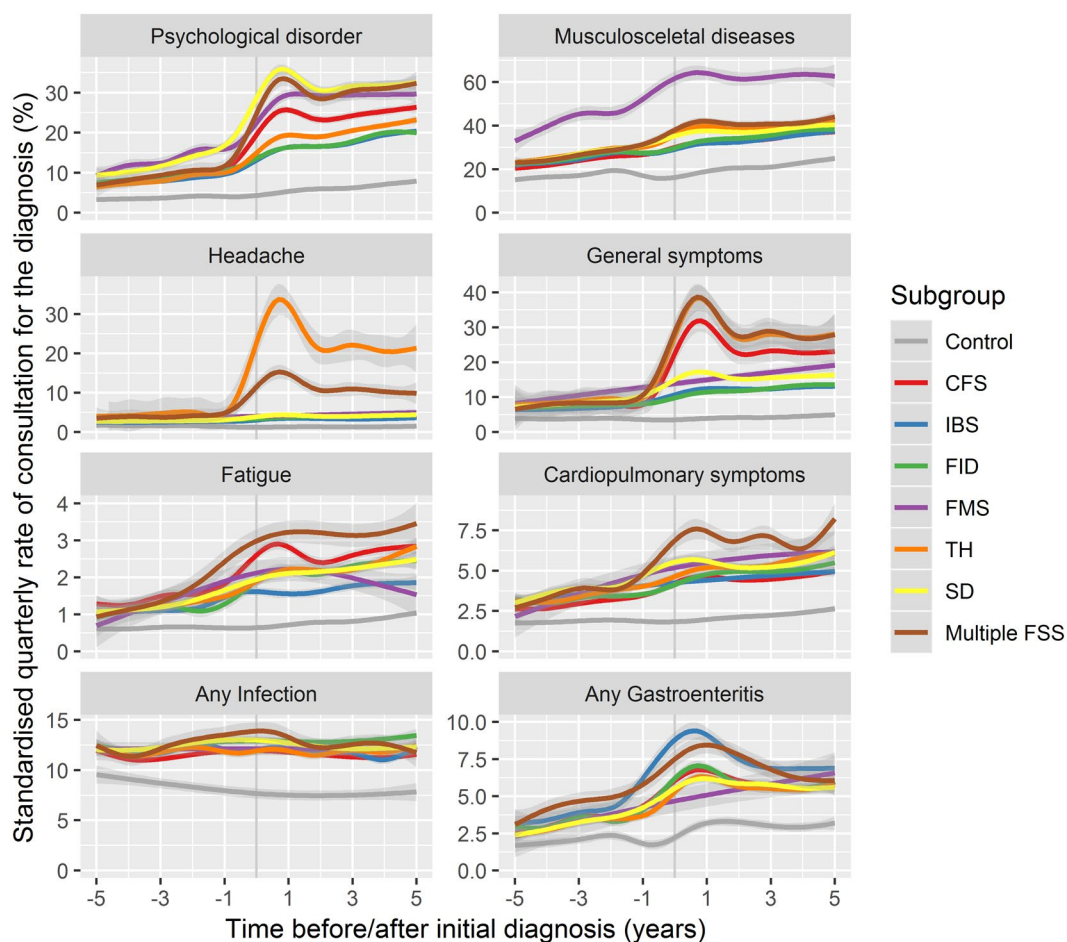 Standardised quarterly rate of consultation for the diagnosis (%)
Psychological disorder
30
20
10
0
Musculosceletal diseases
60
40
20
0
Headache
30
20
10
0
General symptoms
40
30
20
10
0
Fatigue
4
3
2
1
0
Cardiopulmonary symptoms
7.5
5.0
2.5
0.0
Any Infection
15
10
5
0
Any Gastroenteritis
10.0
7.5
5.0
2.5
0.0
-5 -3 -1 1 3 5
-5 -3 -1 1 3 5
Time before/after initial diagnosis (years)
Subgroup
Control
CFS
IBS
FID
FMS
TH
SD
Multiple FSS